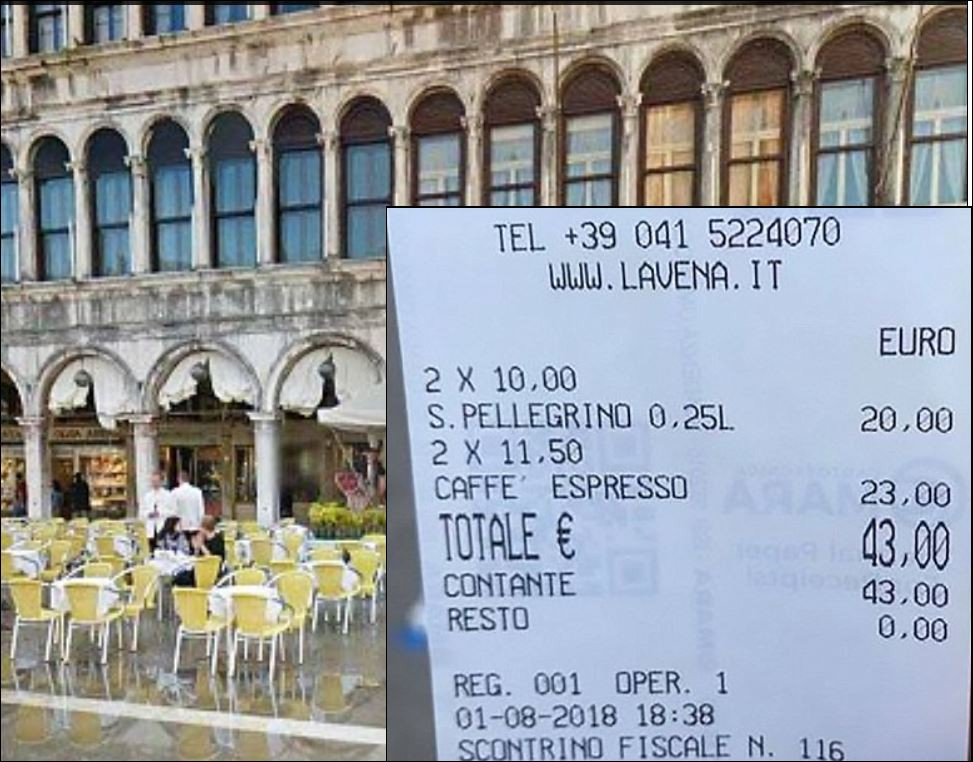 TEL +39 041 5224070
WWW.LAVENA.IT
EURO
2 X 10,00
S.PELLEGRINO 0,25L 20,00
2 X 11,50
CAFFE' ESPRESSO 23,00
TOTALE € 43,00
CONTANTE 43,00
RESTO 0,00
REG. 001 OPER. 1
01-08-2018 18:38
SCONTRINO FISCALE N. 116